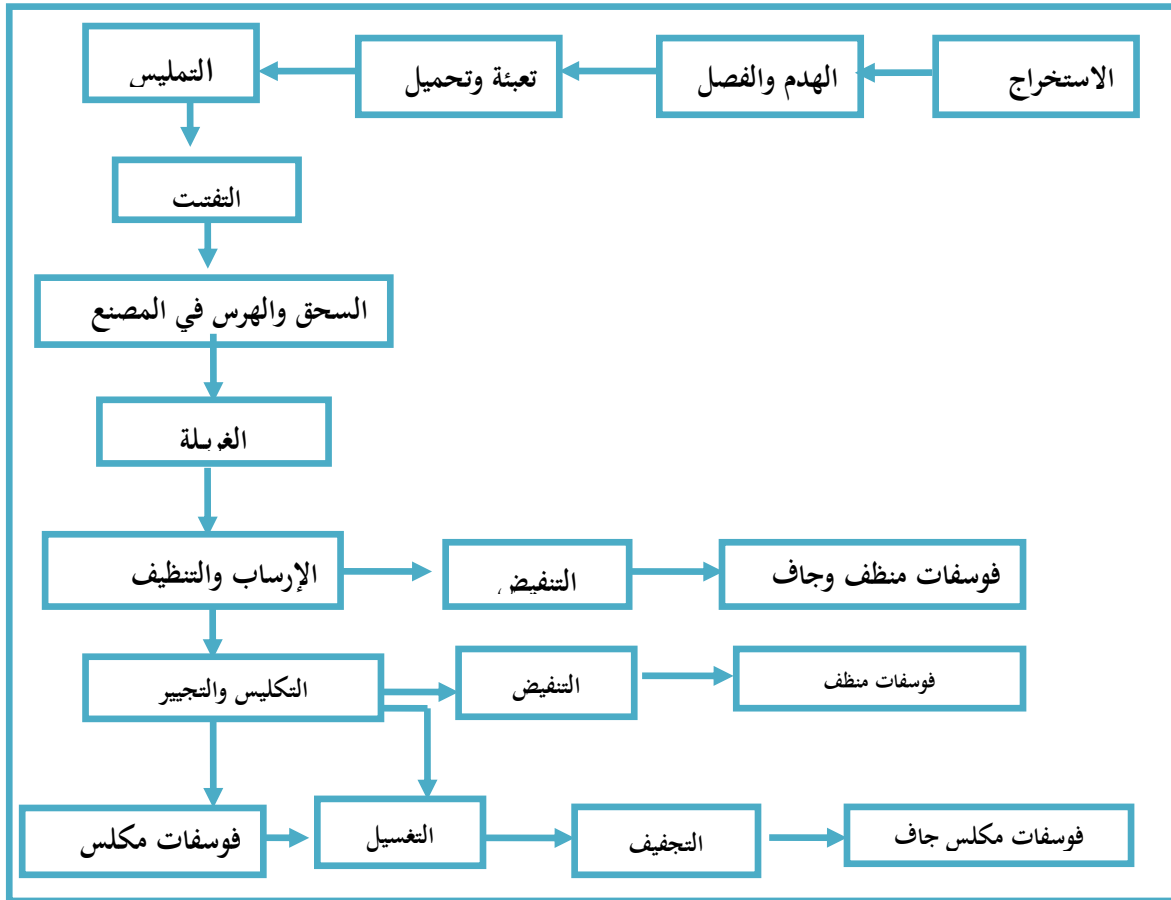 الاستخراج
الهدم والفصل
تعبئة وتحميل
التمليس
التفتت
السحق والهرس في المصنع
الغربلة
الإرساب والتنظيف
التنفيض
فوسفات منظف وجاف
التكليس والتجيير
التنفيض
فوسفات منظف
فوسفات مكلس
التغسيل
التجفيف
فوسفات مكلس جاف